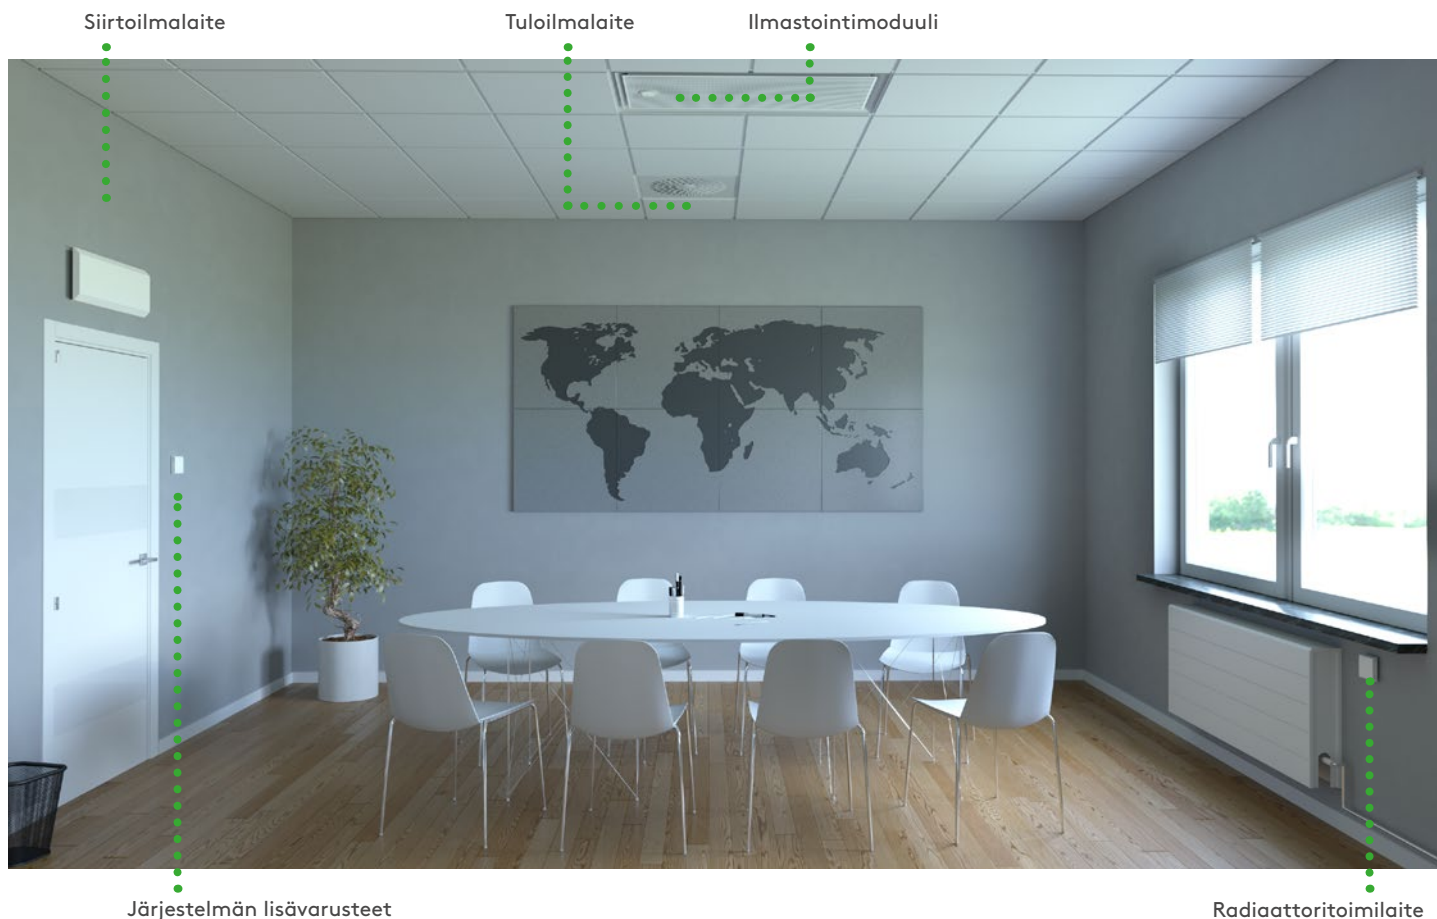 Siirtoilmalaite
Tuloilmalaite
Ilmastointimoduuli
Järjestelmän lisävarusteet
Radiaattoritoimilaite